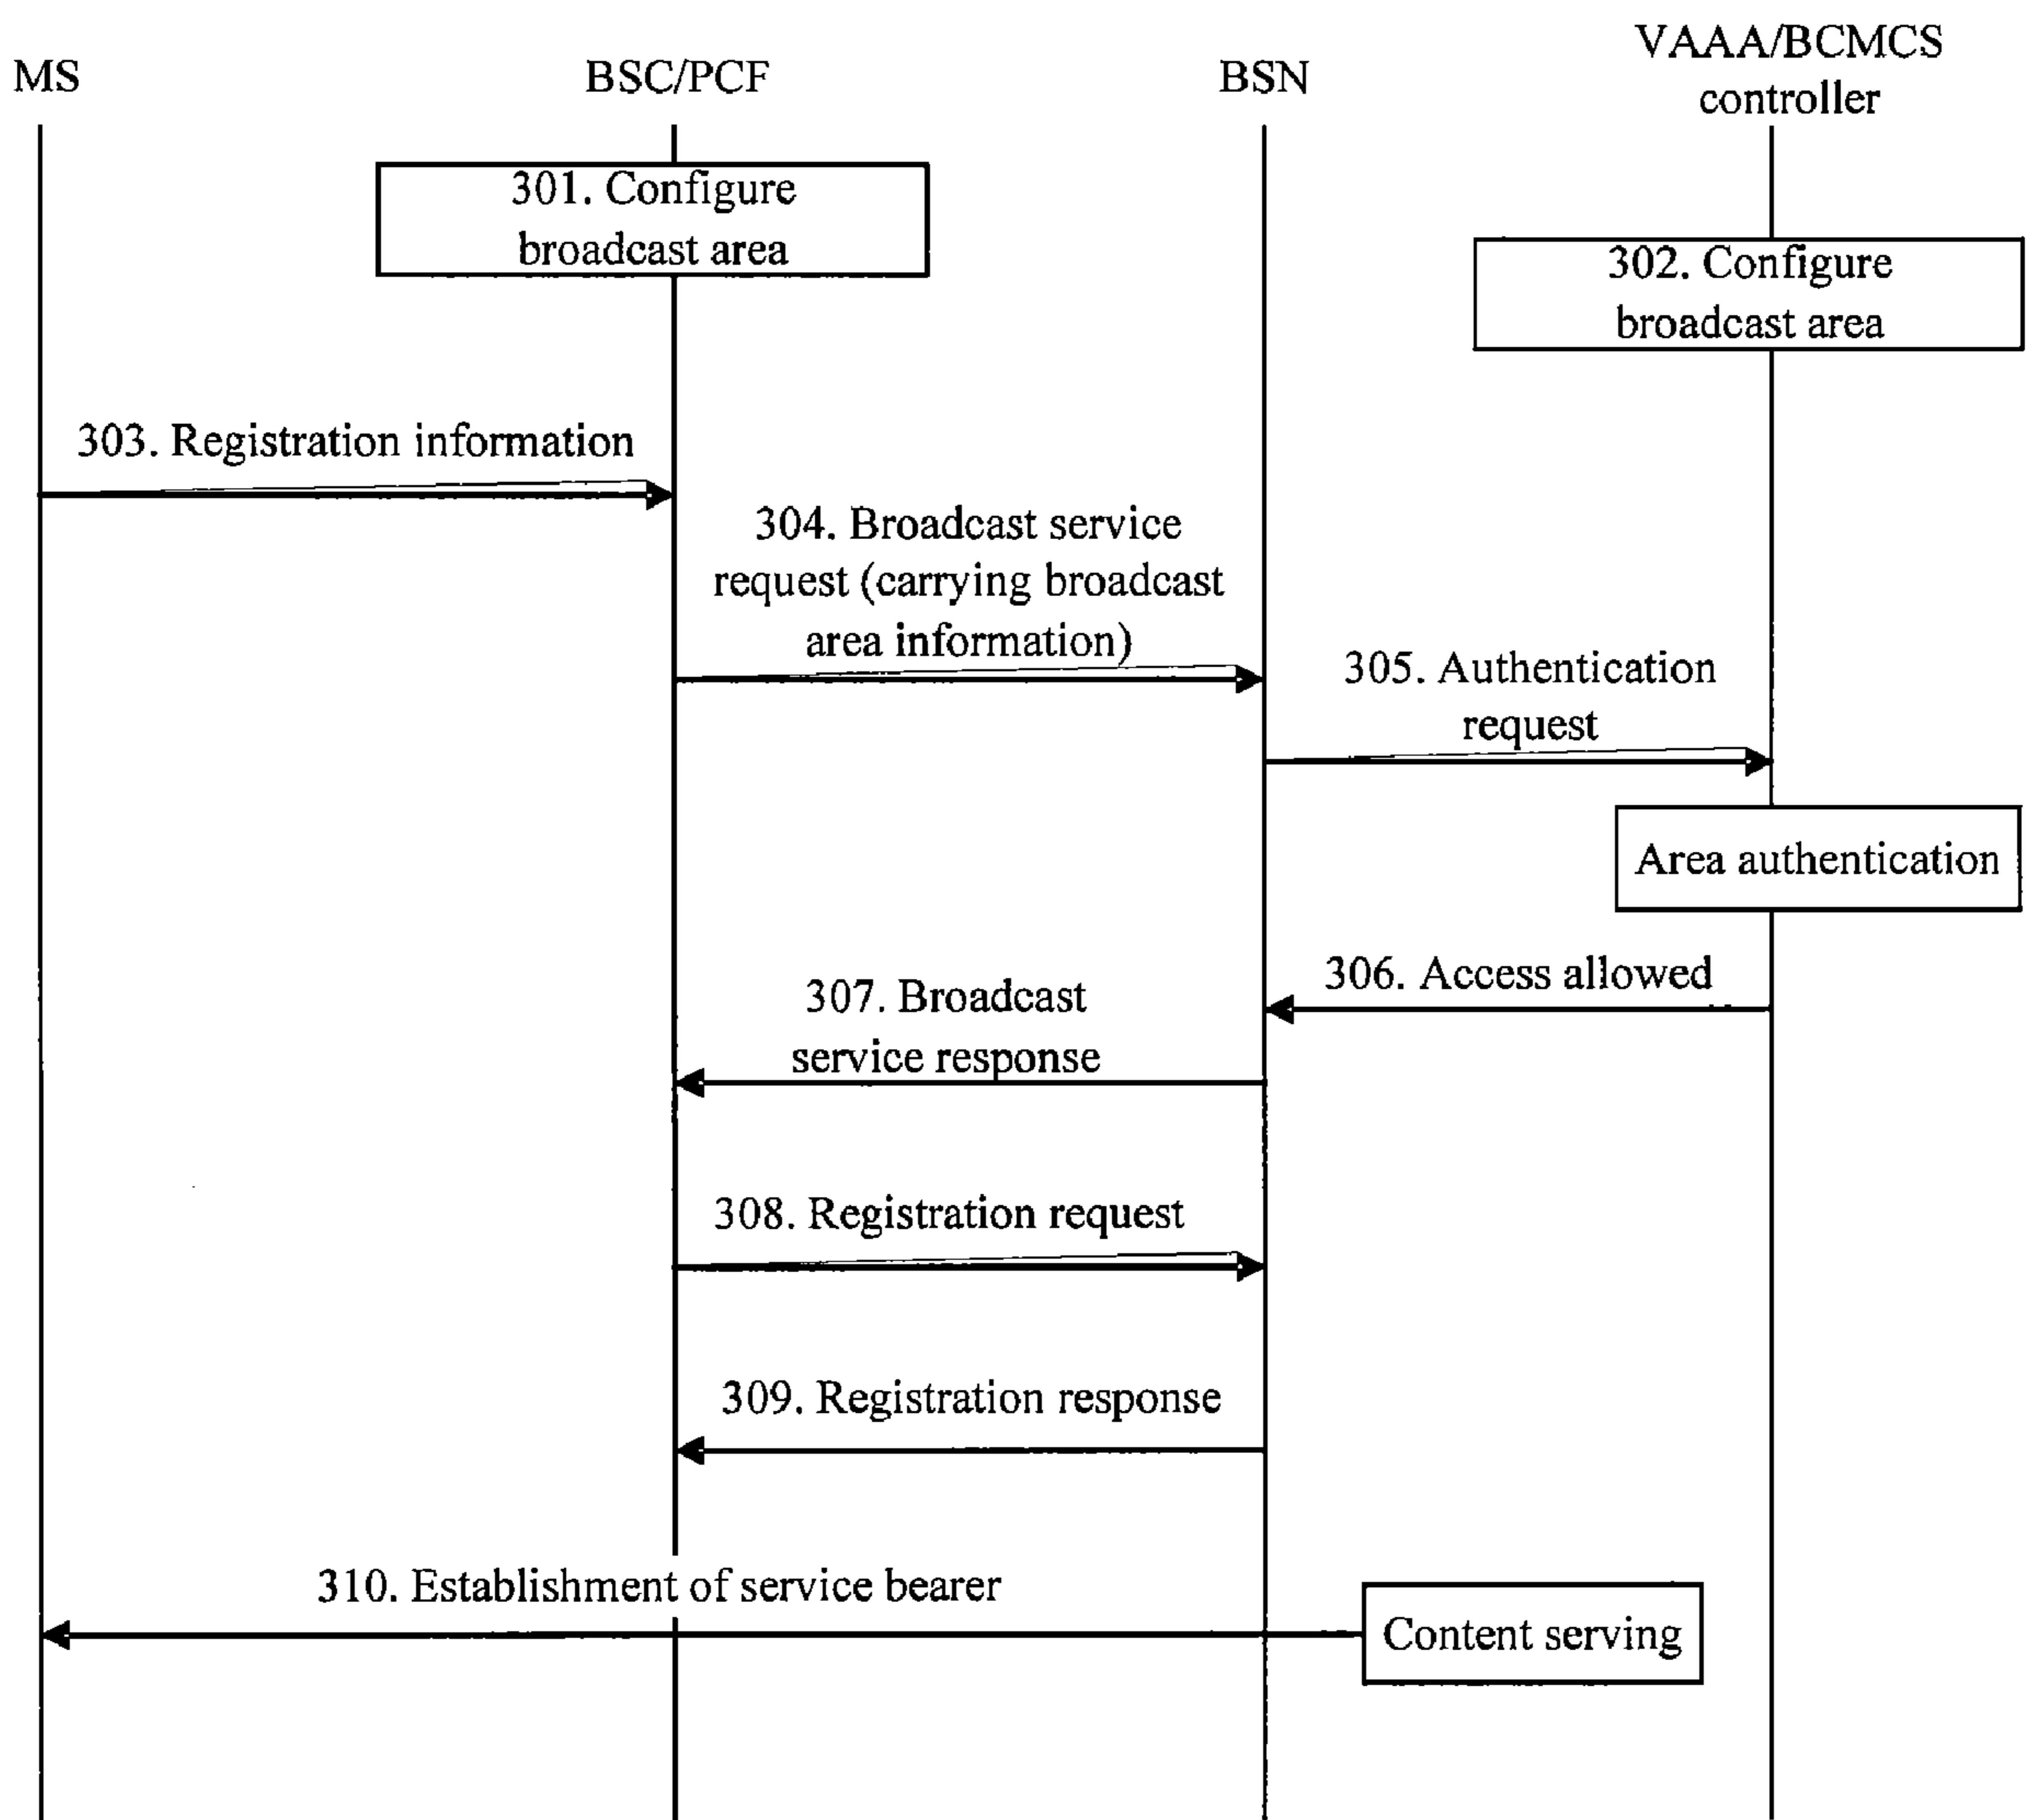 MS
BSC/PCF
BSN
VAAA/BCMCS
controller
301. Configure
broadcast area
302. Configure
broadcast area
303. Registration information
304. Broadcast service
request (carrying broadcast
area information)
305. Authentication
request
Area authentication
306. Access allowed
307. Broadcast
service response
308. Registration request
309. Registration response
310. Establishment of service bearer
Content serving